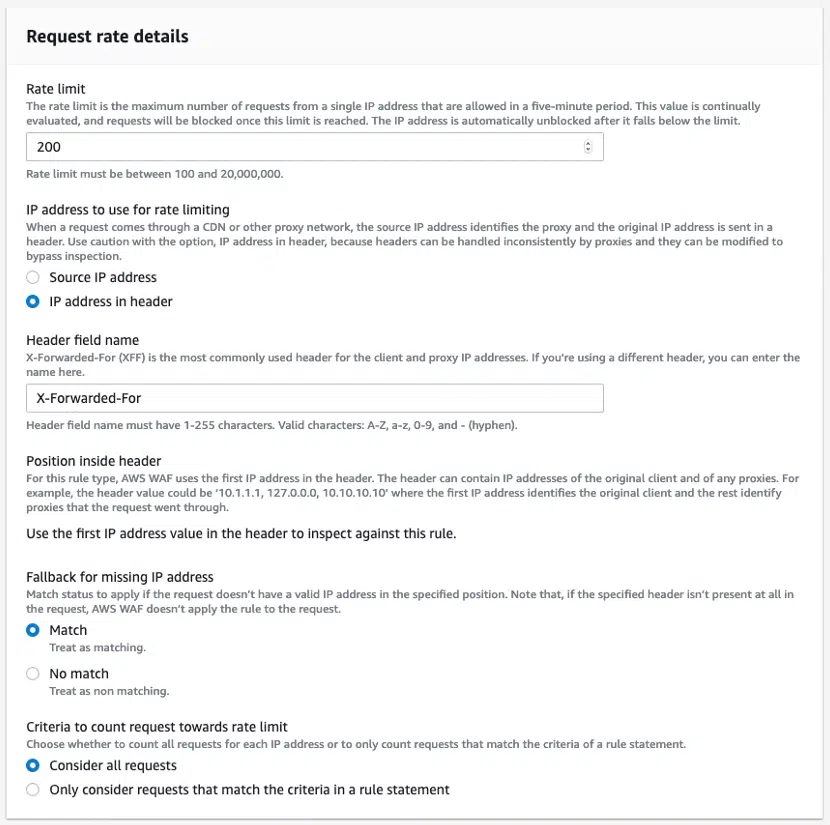 Request rate details
Rate limit
The rate limit is the maximum number of requests from a single IP address that are allowed in a five-minute period. This value is continually
evaluated, and requests will be blocked once this limit is reached. The IP address is automatically unblocked after it falls below the limit.
200
Rate limit must be between 100 and 20,000,000.
IP address to use for rate limiting
When a request comes through a CDN or other proxy network, the source IP address identifies the proxy and the original IP address is sent in a
header. Use caution with the option, IP address in header, because headers can be handled inconsistently by proxies and they can be modified to
bypass inspection.
Source IP address
IP address in header
Header field name
X-Forwarded-For (XFF) is the most commonly used header for the client and proxy IP addresses. If you're using a different header, you can enter the
name here.
X-Forwarded-For
Header field name must have 1-255 characters. Valid characters: A-Z, a-z, 0-9, and - (hyphen).
Position inside header
For this rule type, AWS WAF uses the first IP address in the header. The header can contain IP addresses of the original client and of any proxies. For
example, the header value could be '10.1.1.1, 127.0.0.0, 10.10.10.10' where the first IP address identifies the original client and the rest identify
proxies that the request went through.
Use the first IP address value in the header to inspect against this rule.
Fallback for missing IP address
Match status to apply if the request doesn't have a valid IP address in the specified position. Note that, if the specified header isn't present at all in
the request, AWS WAF doesn't apply the rule to the request.
Match
Treat as matching.
No match
Treat as non matching.
Criteria to count request towards rate limit
Choose whether to count all requests for each IP address or to only count requests that match the criteria of a rule statement.
Consider all requests
Only consider requests that match the criteria in a rule statement